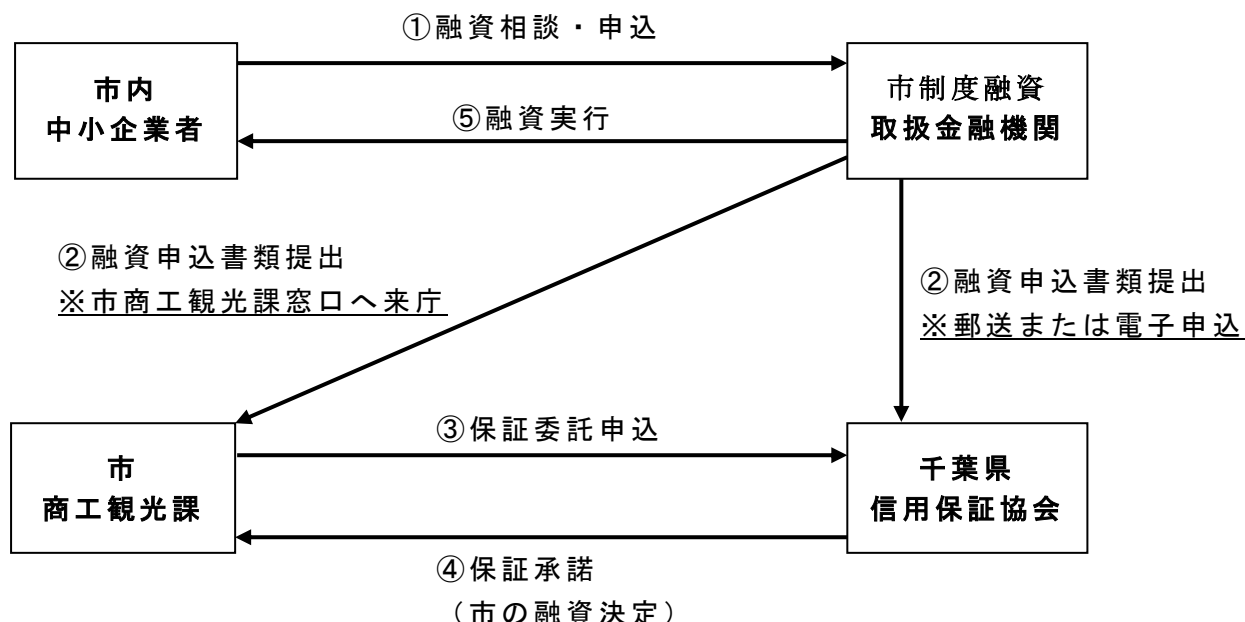 ①融資相談・申込
市内
中小企業者
市制度融資
取扱金融機関
⑤融資実行
②融資申込書類提出
※市商工観光課窓口へ来庁
②融資申込書類提出
※郵送または電子申込
③保証委託申込
市
商工観光課
千葉県
信用保証協会
④保証承諾
(市の融資決定)